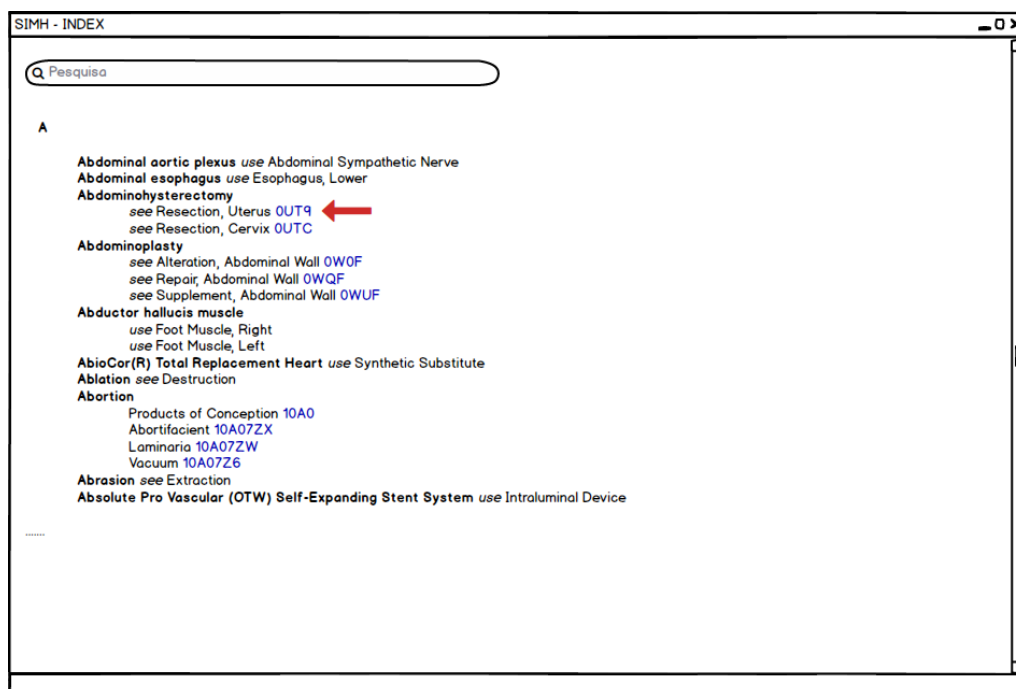 SIMH - INDEX
Pesquisa
A
Abdominal aortic plexus use Abdominal Sympathetic Nerve
Abdominal esophagus use Esophagus, Lower
Abdominohysterectomy
see Resection, Uterus 0UT9
see Resection, Cervix 0UTC
Abdominoplasty
see Alteration, Abdominal Wall 0W0F
see Repair, Abdominal Wall 0WQF
see Supplement, Abdominal Wall 0WUF
Abductor hallucis muscle
use Foot Muscle, Right
use Foot Muscle, Left
AbioCor(R) Total Replacement Heart use Synthetic Substitute
Ablation see Destruction
Abortion
Products of Conception 10A0
Abortifacient 10A07ZX
Laminaria 10A07ZW
Vacuum 10A07Z6
Abrasion see Extraction
Absolute Pro Vascular (OTW) Self-Expanding Stent System use Intraluminal Device
.......